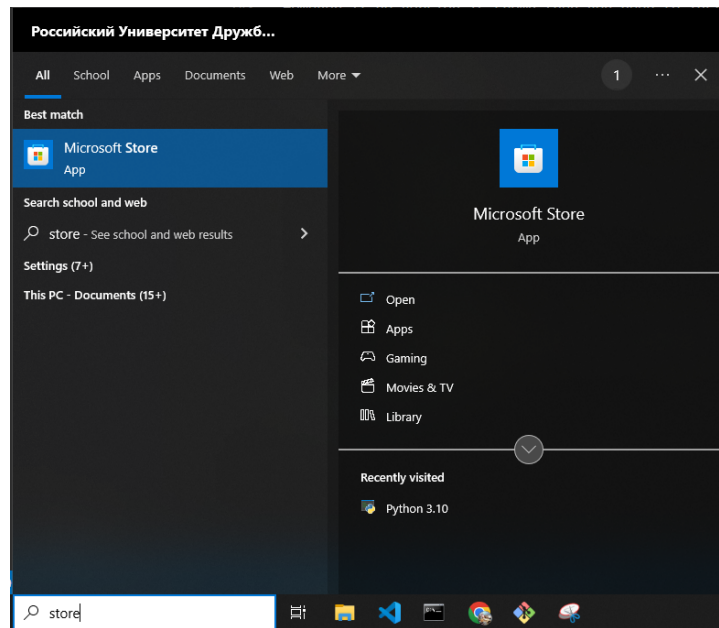 Российский Университет Дружб...
All School Apps Documents Web More 1 ...
Best match
Microsoft Store
App
Search school and web
store - See school and web results
Settings (7+)
This PC - Documents (15+)
Microsoft Store
App
Open
Apps
Gaming
Movies & TV
Library
Recently visited
Python 3.10
store